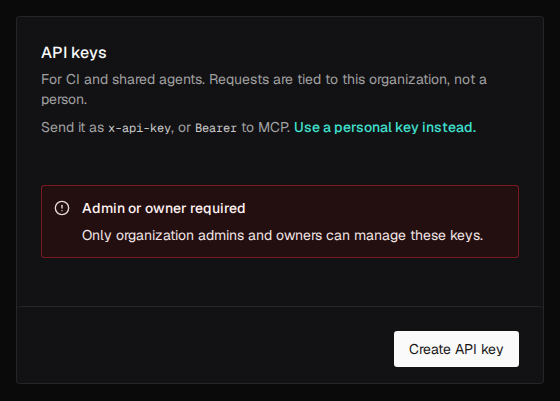 API keys
For CI and shared agents. Requests are tied to this organization, not a
person.
Send it as x-api-key, or Bearer to MCP. Use a personal key instead.
Admin or owner required
Only organization admins and owners can manage these keys.
Create API key